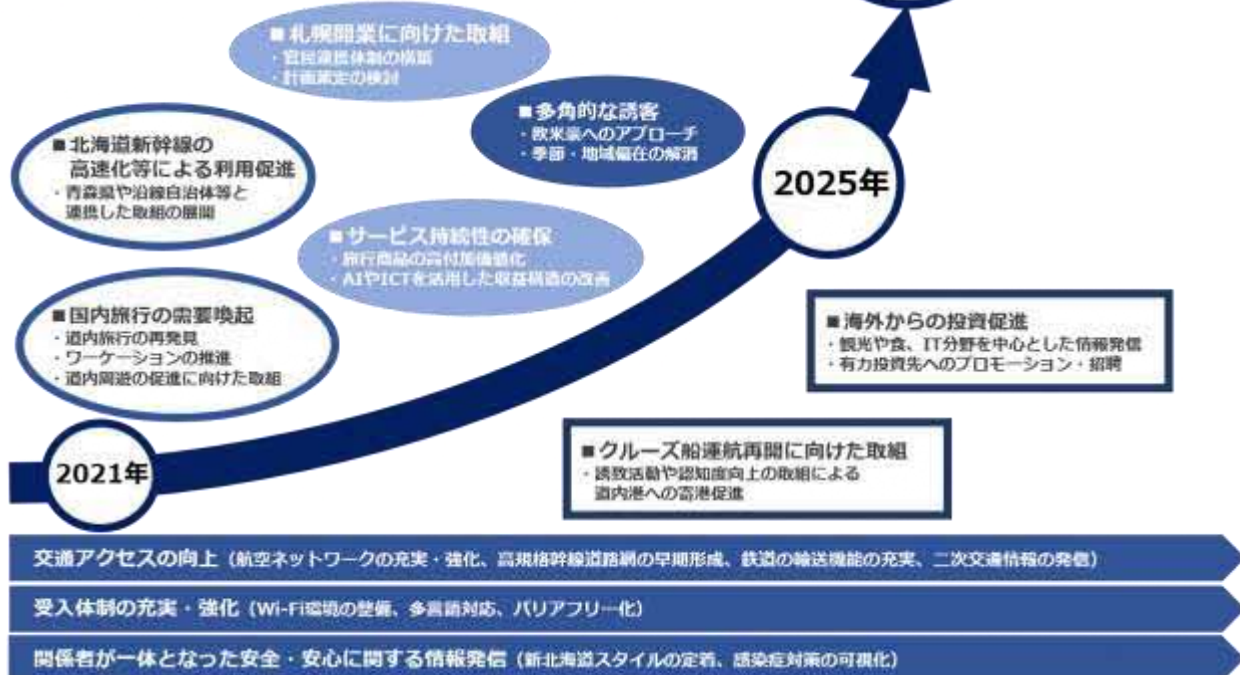 ■札幌開業に向けた取組
・官民連携体制の構築
・計画策定の検討
■多角的な誘客
・欧米豪へのアプローチ
・季節・地域偏在の解消
■北海道新幹線の
高速化等による利用促進
・青森県や沿線自治体等と
連携した取組の展開
2025年
■サービス持続性の確保
・旅行商品の高付加価値化
・AIやICTを活用した収益構造の改善
■国内旅行の需要喚起
・道内旅行の再発見
・ワーケーションの推進
・道内周遊の促進に向けた取組
■海外からの投資促進
・観光や食、IT分野を中心とした情報発信
・有力投資先へのプロモーション・招聘
■クルーズ船運航再開に向けた取組
・誘致活動や認知度向上の取組による
道内港への寄港促進
2021年
交通アクセスの向上（航空ネットワークの充実・強化、高規格幹線道路網の早期形成、鉄道の輸送機能の充実、二次交通情報の発信）
受入体制の充実・強化（Wi-Fi環境の整備、多言語対応、バリアフリー化）
関係者が一体となった安全・安心に関する情報発信（新北海道スタイルの定着、感染症対策の可視化）